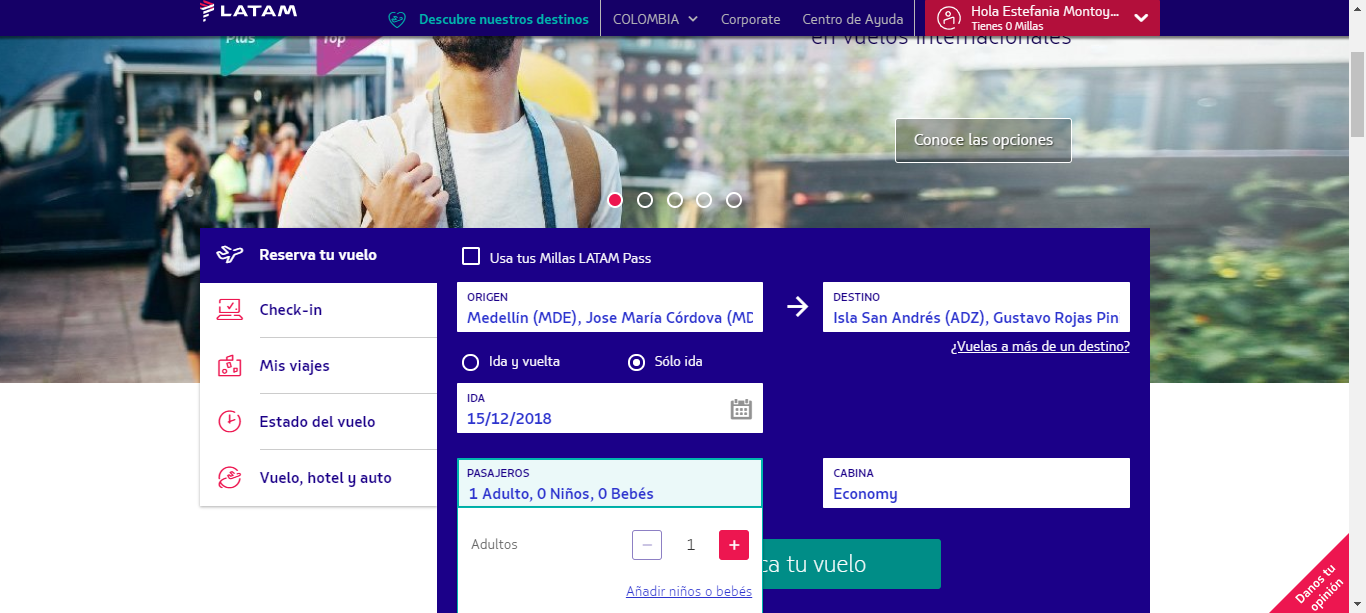 LATAM
Descubre nuestros destinos
COLOMBIA
Corporate
Centro de Ayuda
Hola Estefania Montoy...
Tienes 0 Millas
Plus
Top
en vuelos internacionales
Conoce las opciones
Reserva tu vuelo
Check-in
Mis viajes
Estado del vuelo
Vuelo, hotel y auto
Usa tus Millas LATAM Pass
ORIGEN
Medellín (MDE), Jose María Córdova (MD
DESTINO
Isla San Andrés (ADZ), Gustavo Rojas Pin
¿Vuelas a más de un destino?
Ida y vuelta
Sólo ida
IDA
15/12/2018
PASAJEROS
1 Adulto, 0 Niños, 0 Bebés
CABINA
Economy
Adultos
− 1 +
Añadir niños o bebés
ca tu vuelo
Danos tu
opinión